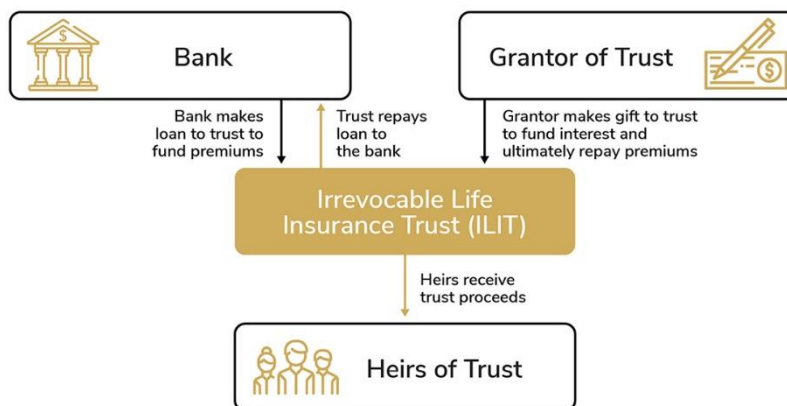 $
Bank
Grantor of Trust
$
Bank makes
loan to trust to
fund premiums
Trust repays
loan to
the bank
Grantor makes gift to trust
to fund interest and
ultimately repay premiums
Irrevocable Life
Insurance Trust (ILIT)
Heirs receive
trust proceeds
Heirs of Trust